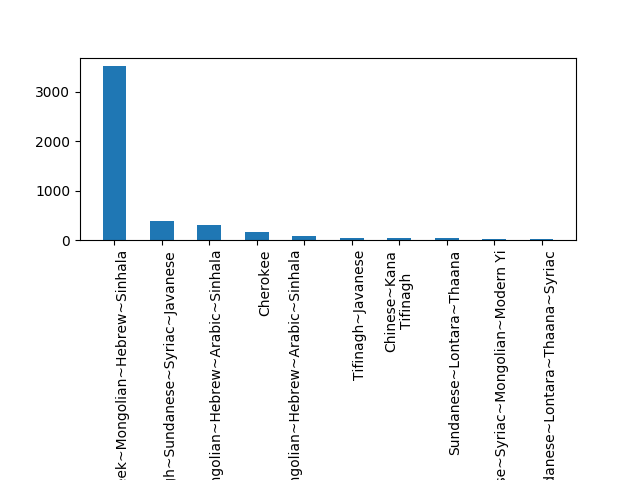 3000
2000
1000
0
ek~Mongolian~Hebrew~Sinhala
gh~Sundanese~Syriac~Javanese
ngolian~Hebrew~Arabic~Sinhala
Cherokee
ngolian~Hebrew~Arabic~Sinhala
Tifinagh~Javanese
Chinese~Kana
Tifinagh
Sundanese~Lontara~Thaana
se~Syriac~Mongolian~Modern Yi
danese~Lontara~Thaana~Syriac